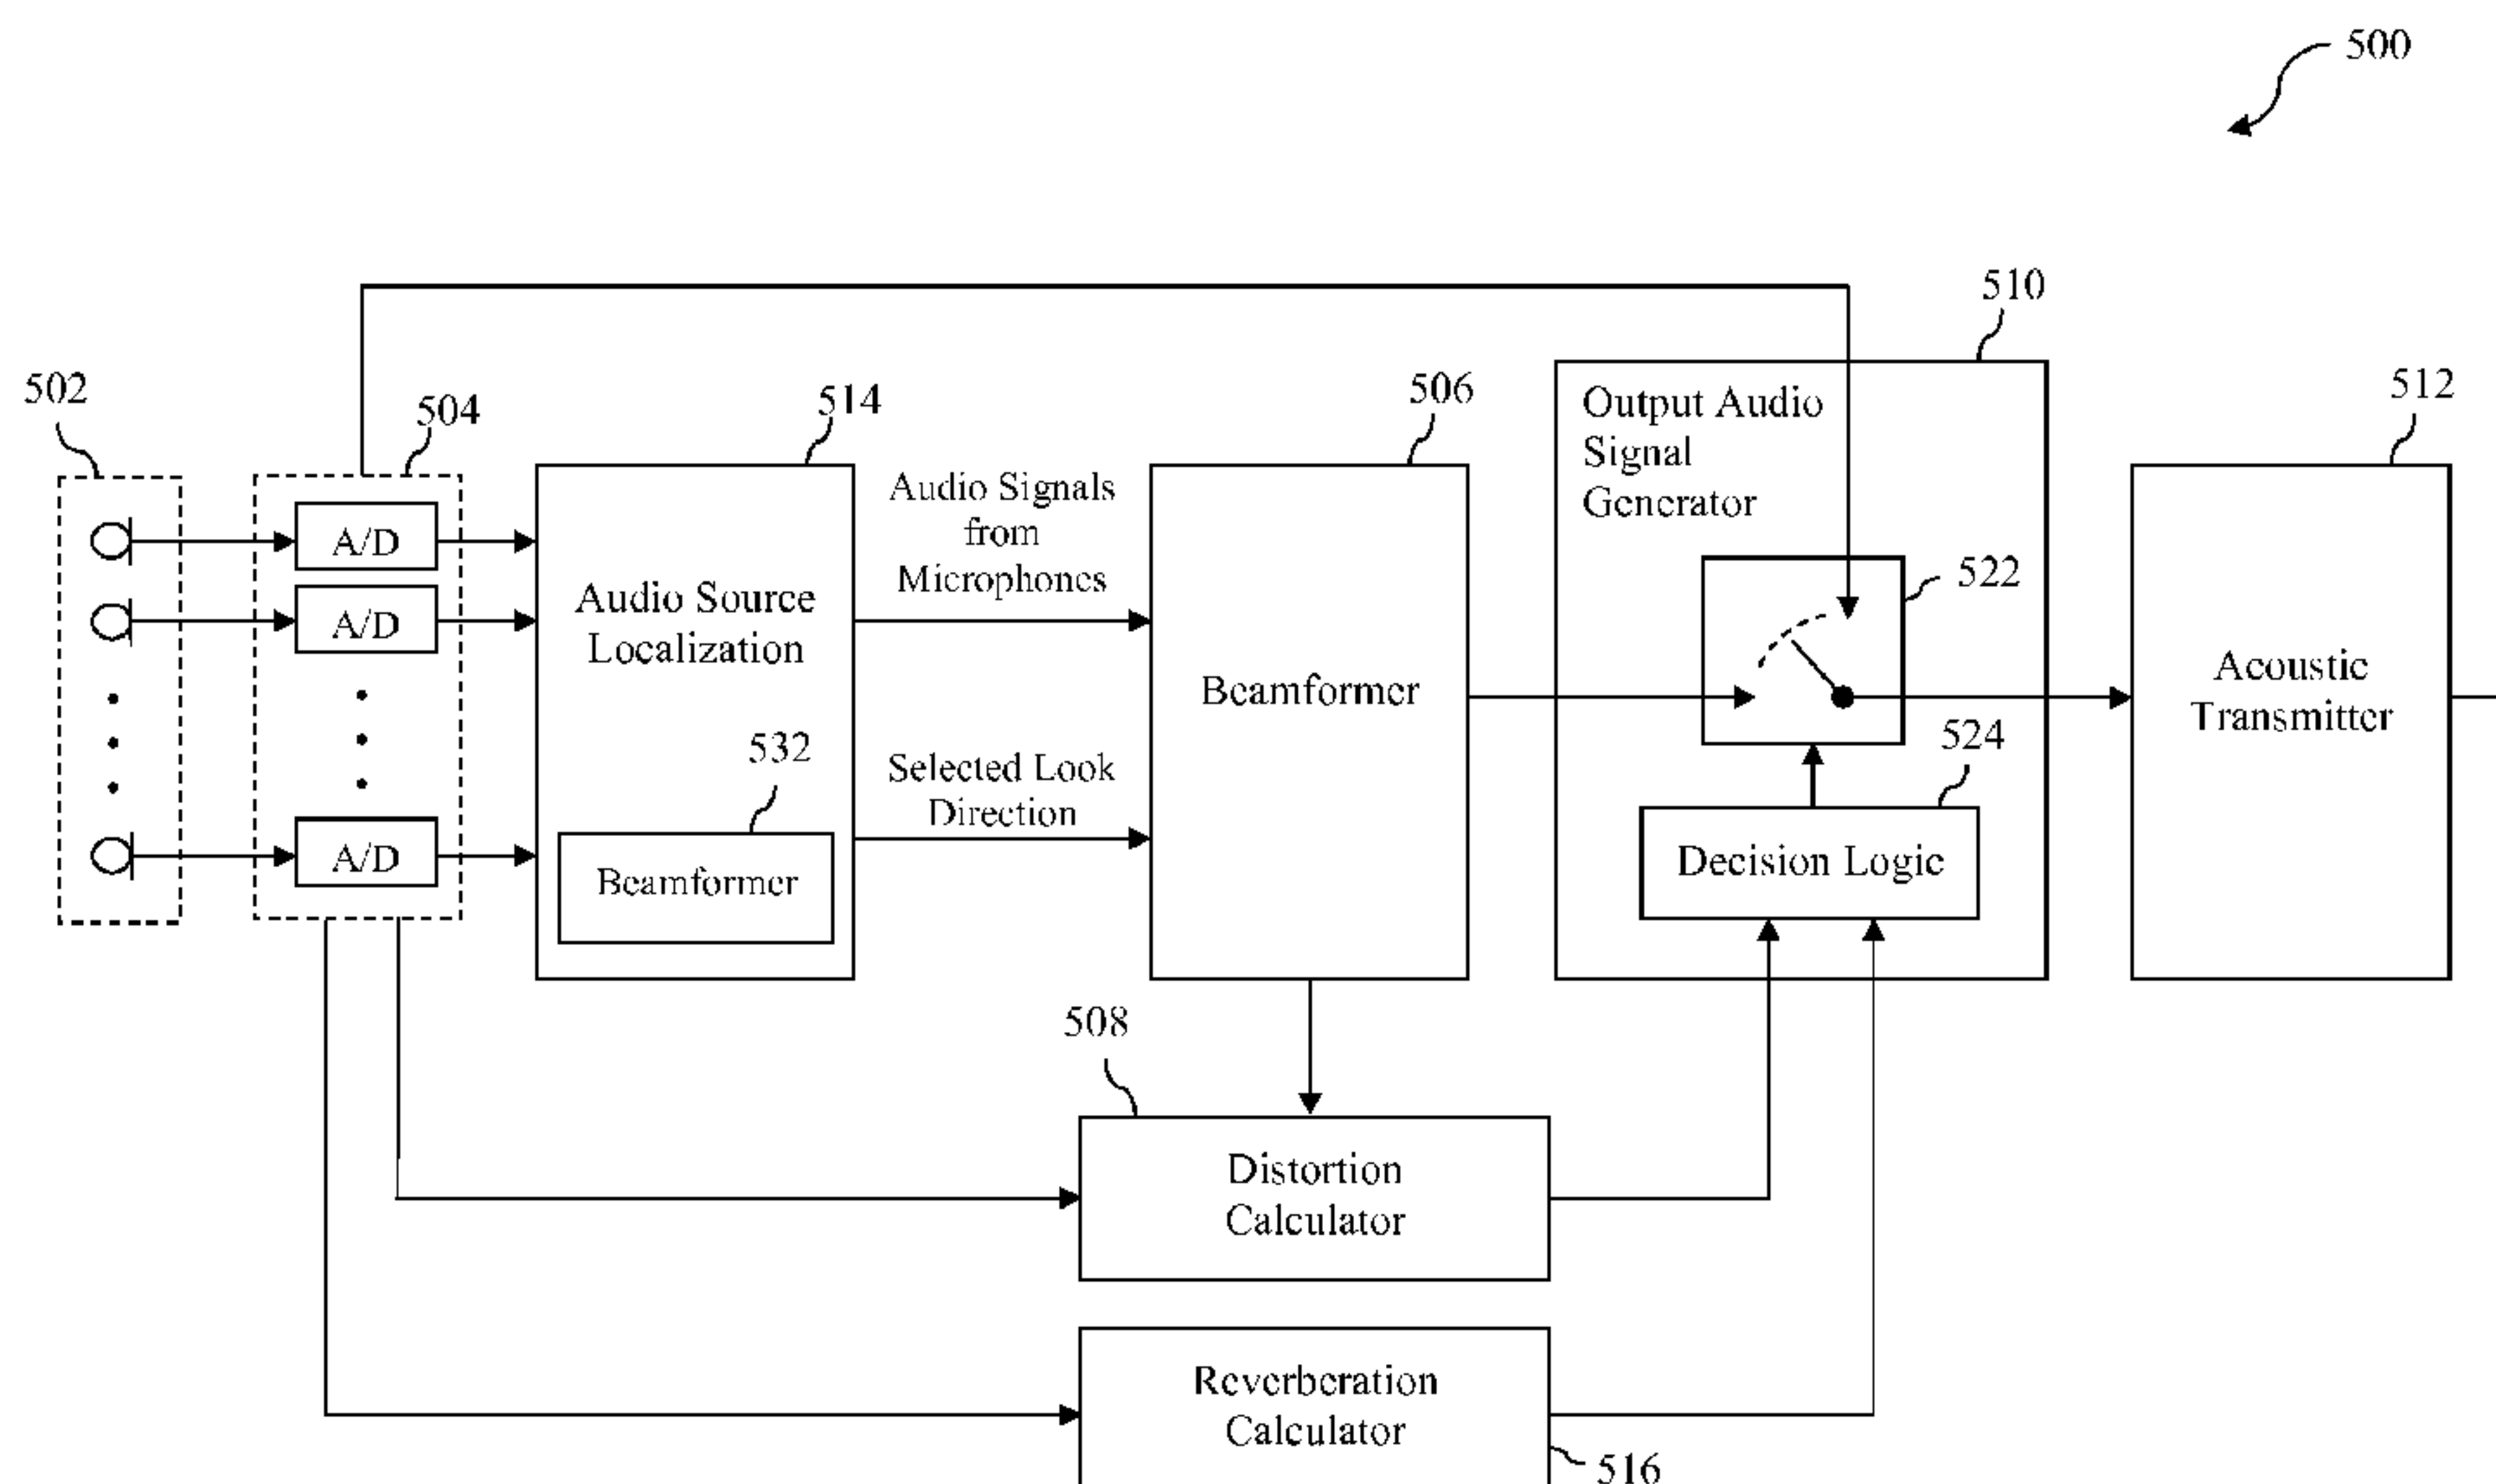 500
510
502
504
514
506
512
Output Audio
Signal
Generator
Audio Signals
from
Microphones
A/D
A/D
A/D
522
Audio Source
Localization
Beamformer
Acoustic
Transmitter
532
524
Selected Look
Direction
Decision Logic
Beamformer
508
Distortion
Calculator
Reverberation
Calculator
516